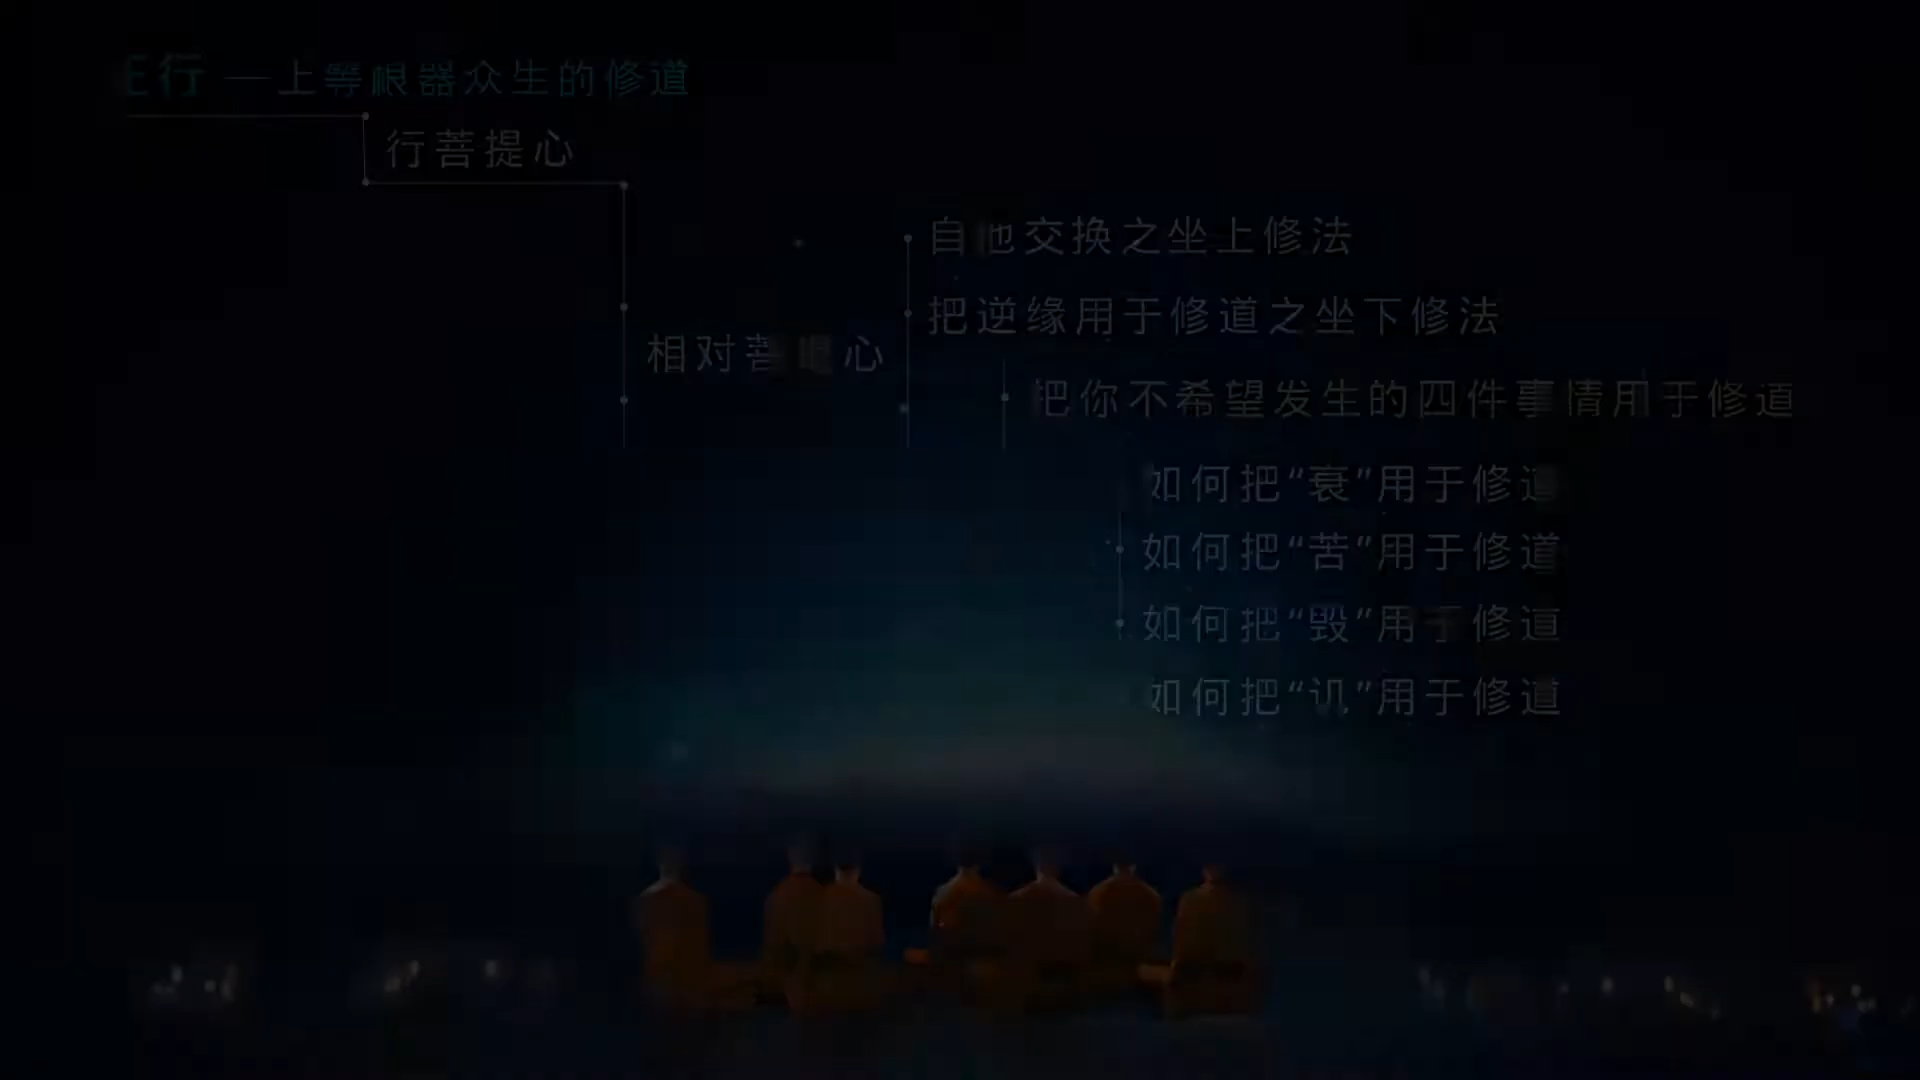 行 — 上等根器众生的修道
行菩提心
自他交换之坐上修法
把逆缘用于修道之坐下修法
相对菩提心
把你不希望发生的四件事情用于修道
如何把“衰”用于修道
如何把“苦”用于修道
如何把“毁”用于修道
如何把“讥”用于修道